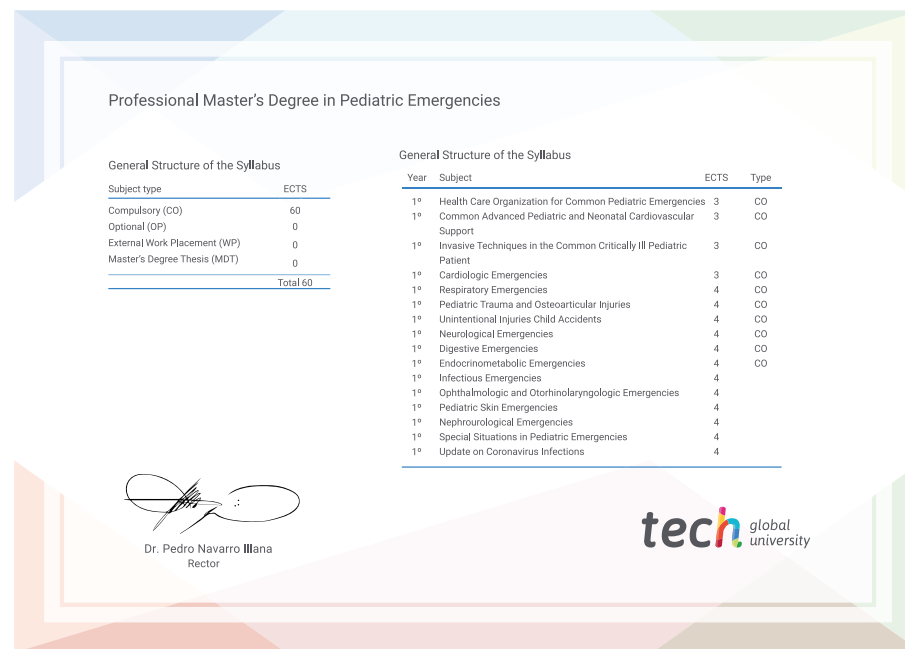 Professional Master's Degree in Pediatric Emergencies
General Structure of the Syllabus
Subject type ECTS
Compulsory (CO) 60
Optional (OP) 0
External Work Placement (WP) 0
Master's Degree Thesis (MDT) 0
Total 60
General Structure of the Syllabus
Year Subject ECTS Type
1º Health Care Organization for Common Pediatric Emergencies 3 CO
1º Common Advanced Pediatric and Neonatal Cardiovascular 3 CO
Support
1º Invasive Techniques in the Common Critically Ill Pediatric 3 CO
Patient
1º Cardiologic Emergencies 3 CO
1º Respiratory Emergencies 4 CO
1º Pediatric Trauma and Osteoarticular Injuries 4 CO
1º Unintentional Injuries Child Accidents 4 CO
1º Neurological Emergencies 4 CO
1º Digestive Emergencies 4 CO
1º Endocrinometabolic Emergencies 4 CO
1º Infectious Emergencies 4
1º Ophthalmologic and Otorhinolaryngologic Emergencies 4
1º Pediatric Skin Emergencies 4
1º Nephrourological Emergencies 4
1º Special Situations in Pediatric Emergencies 4
1º Update on Coronavirus Infections 4
Dr. Pedro Navarro Illana
Rector
tech global
university